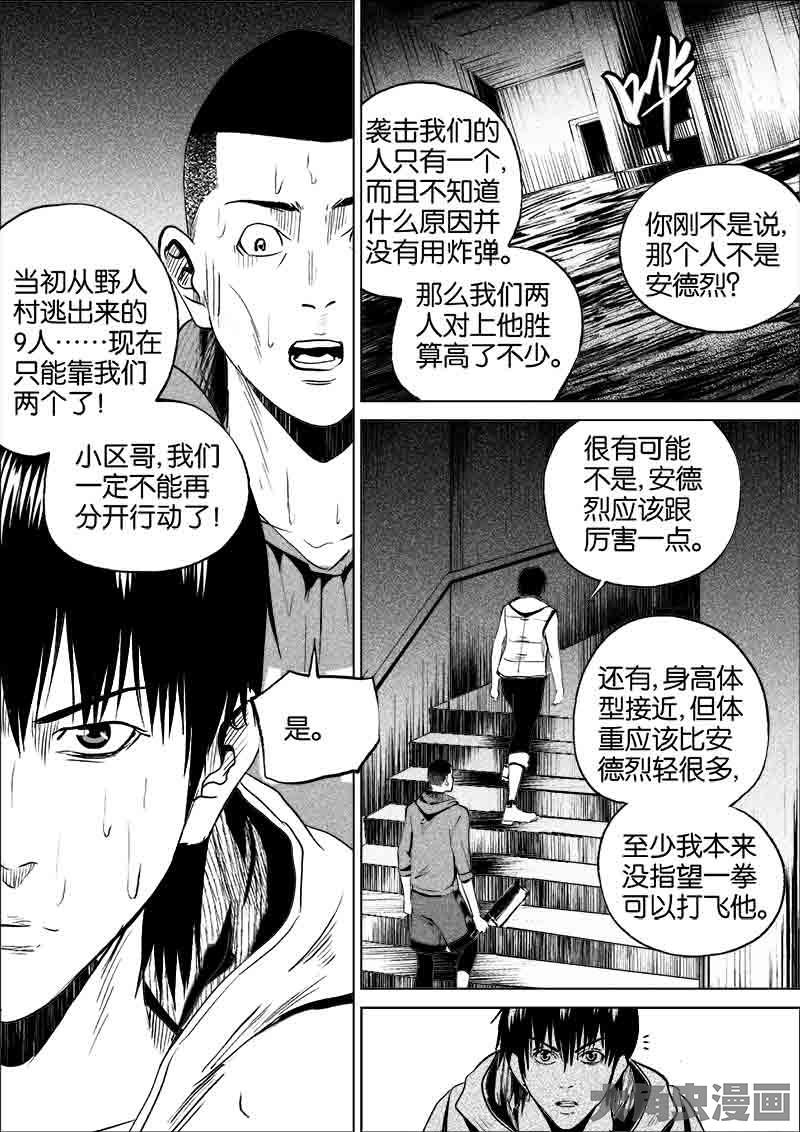 当初从野人
村逃出来的
9人……现在
只能靠我们
两个了！
小区哥，我们
一定不能再
分开行动了！
是。
哗
袭击我们的
人只有一个，
而且不知道
什么原因并
没有用炸弹。
那么我们两
人对上他胜
算高了不少。
你刚不是说，
那个人不是
安德烈？
很有可能
不是，安德
烈应该跟
厉害一点。
还有，身高体
型接近，但体
重应该比安
德烈轻很多，
至少我本来
没指望一拳
可以打飞他。
大角虫漫画